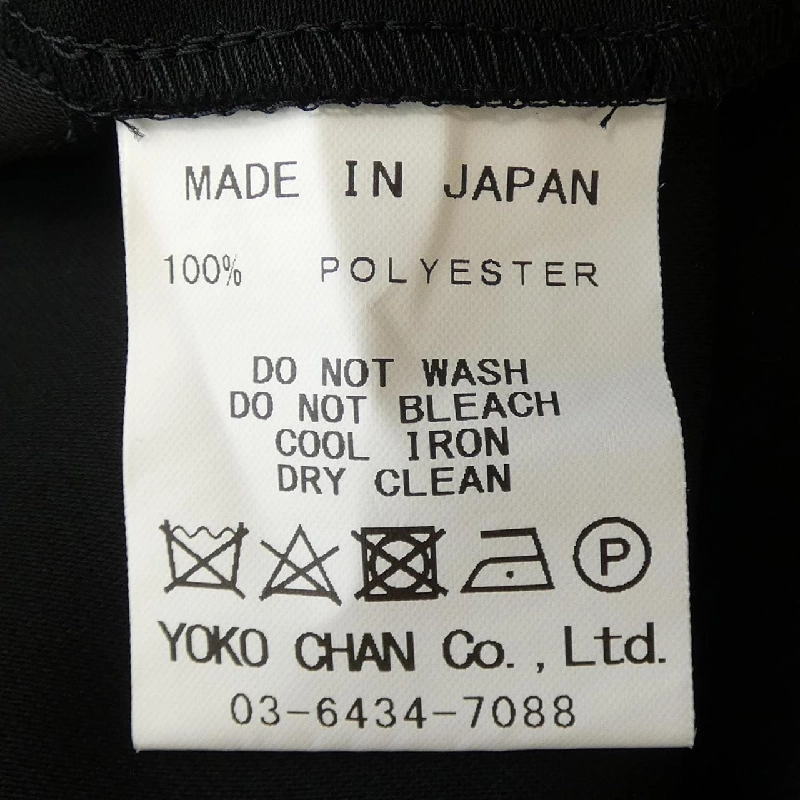 MADE IN JAPAN
100% POLYESTER
DO NOT WASH
DO NOT BLEACH
COOL IRON
DRY CLEAN
P
YOKO CHAN Co., Ltd.
03-6434-7088